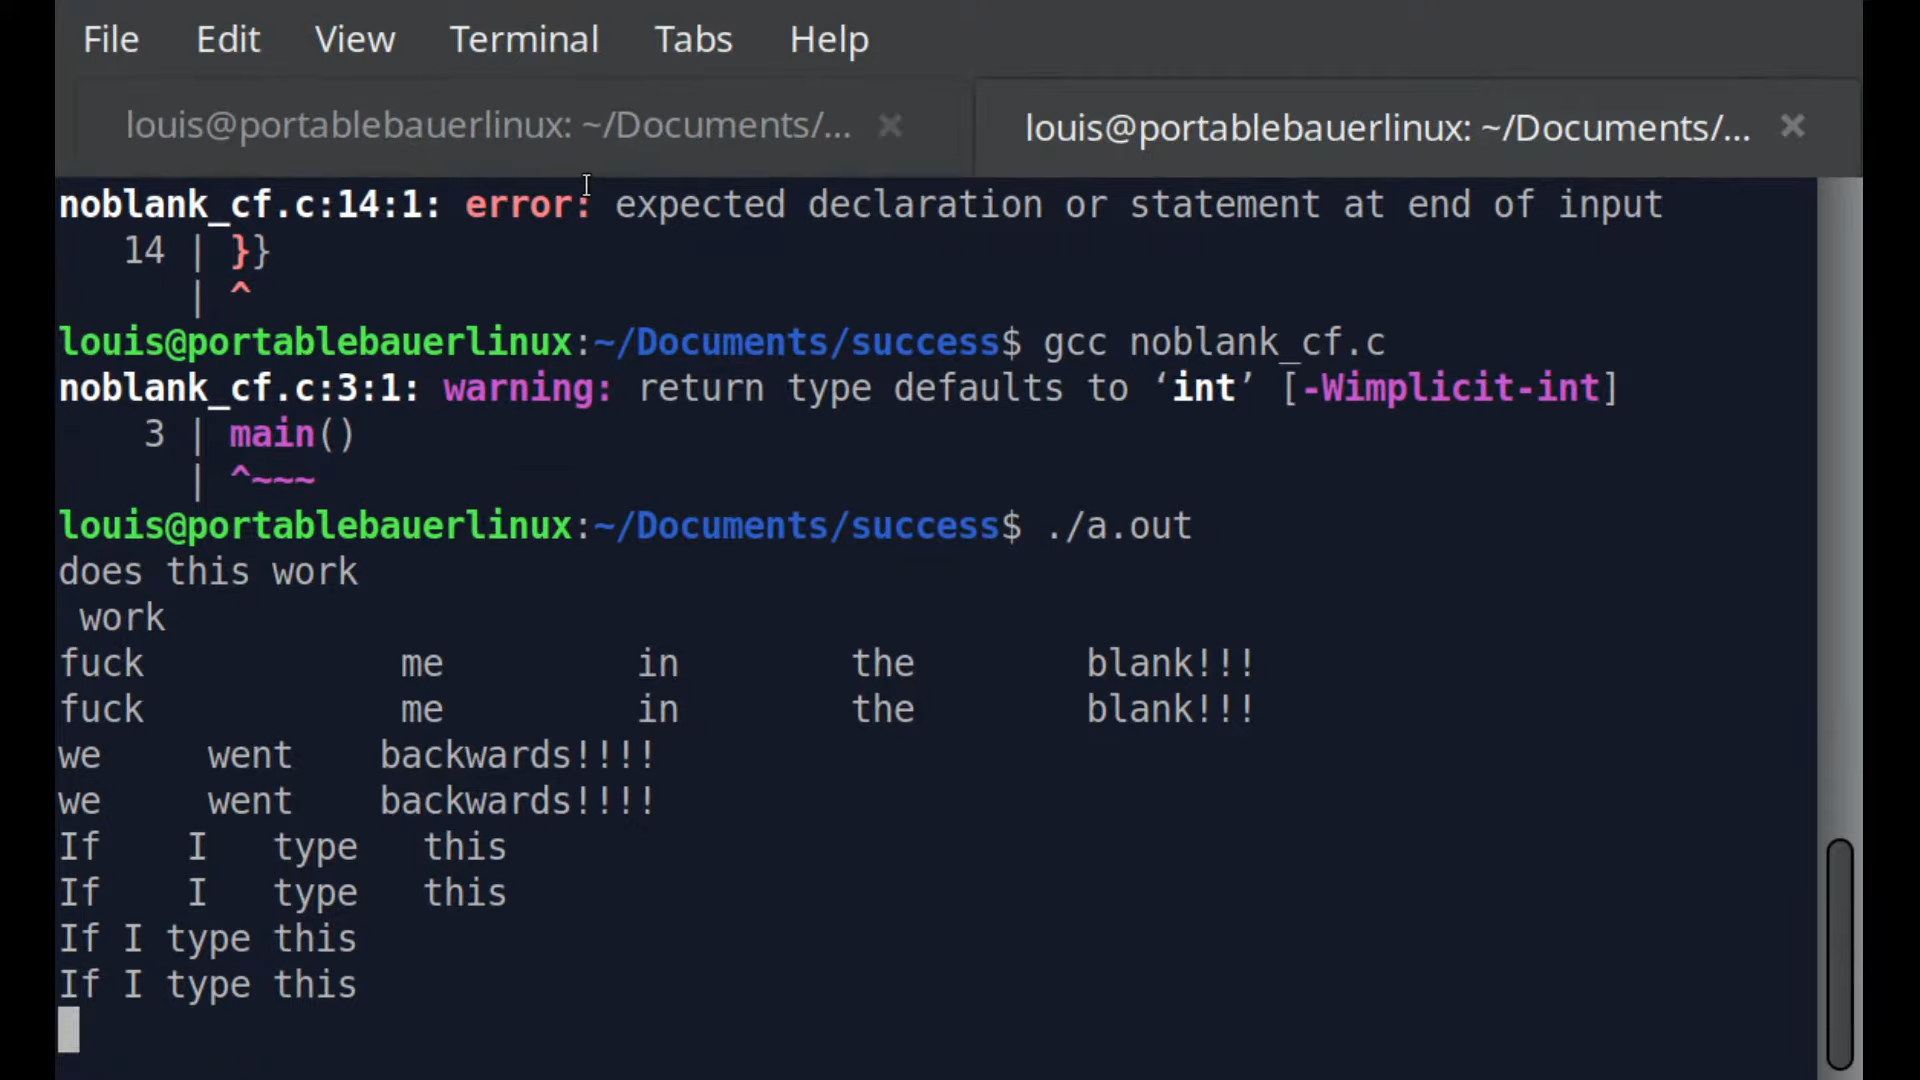 File Edit View Terminal Tabs Help
louis@portablebauerlinux: ~/Documents/... × louis@portablebauerlinux: ~/Documents/... ×
noblank_cf.c:14:1: error: expected declaration or statement at end of input
   14 | }}
      | ^
louis@portablebauerlinux:~/Documents/success$ gcc noblank_cf.c
noblank_cf.c:3:1: warning: return type defaults to ‘int’ [-Wimplicit-int]
    3 | main()
      | ^~~~
louis@portablebauerlinux:~/Documents/success$ ./a.out
does this work
 work
fuck            me         in        the        blank!!!
fuck            me         in        the        blank!!!
we     went    backwards!!!!
we     went    backwards!!!!
If    I   type   this
If    I   type   this
If I type this
If I type this